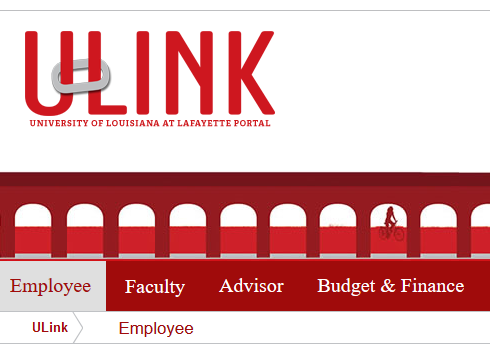 ULINK
UNIVERSITY OF LOUISIANA AT LAFAYETTE PORTAL
Employee Faculty Advisor Budget & Finance
ULink Employee